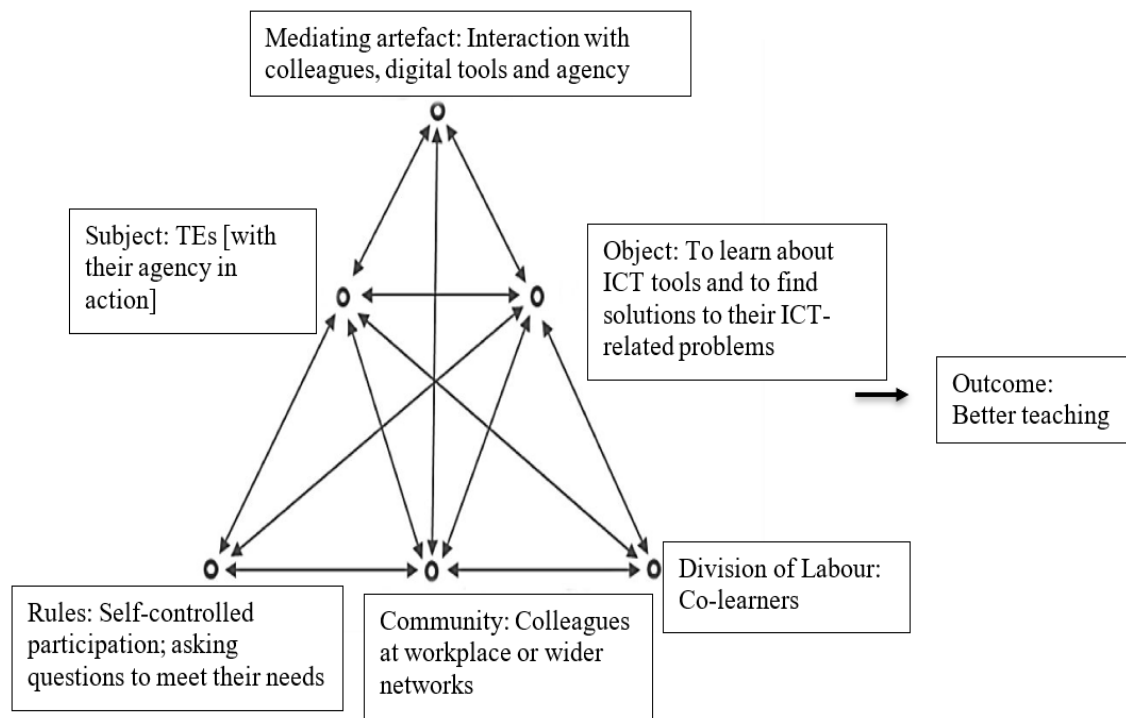 Mediating artefact: Interaction with
colleagues, digital tools and agency
Subject: TEs [with
their agency in
action]
Object: To learn about
ICT tools and to find
solutions to their ICT-
related problems
Outcome:
Better teaching
Rules: Self-controlled
participation; asking
questions to meet their needs
Community: Colleagues
at workplace or wider
networks
Division of Labour:
Co-learners